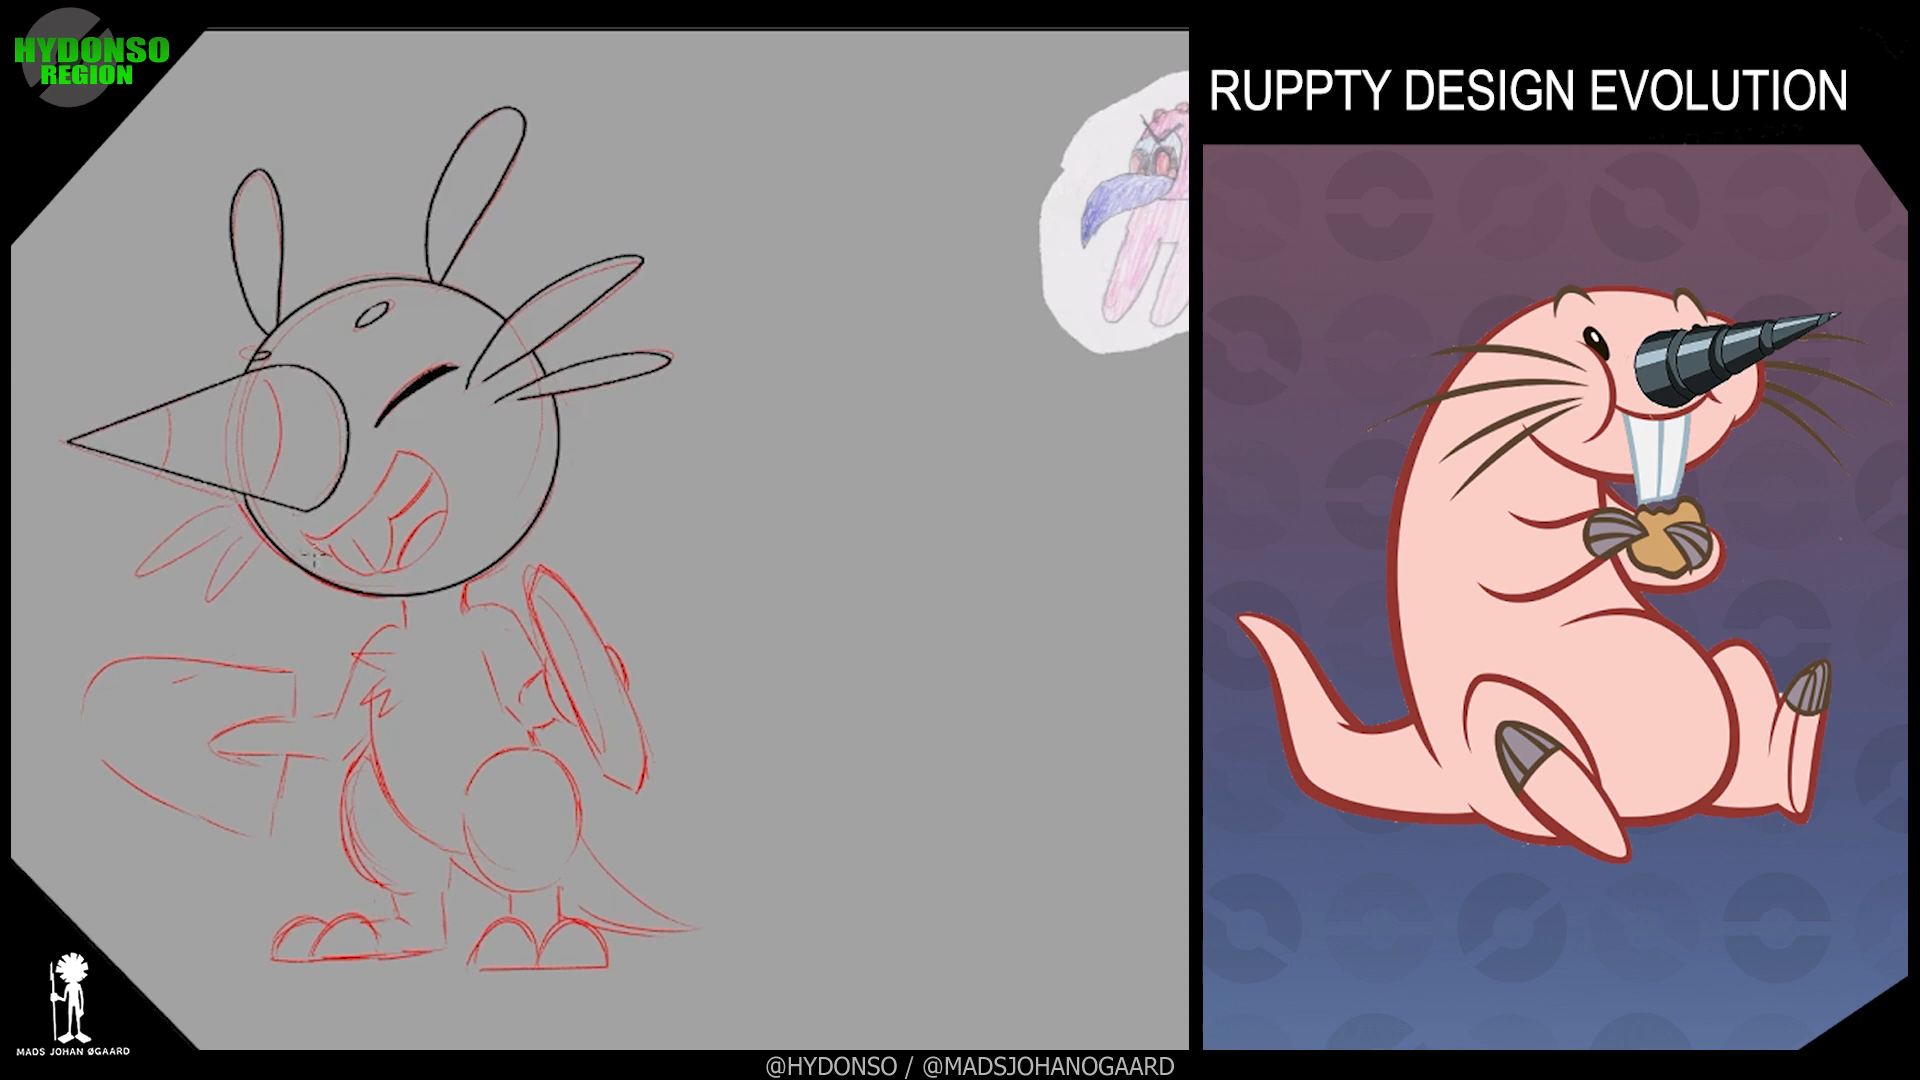 HYDONSO
REGION
RUPPTY DESIGN EVOLUTION
MADS JOHAN ØGAARD
@HYDONSO / @MADSJOHANOGAARD